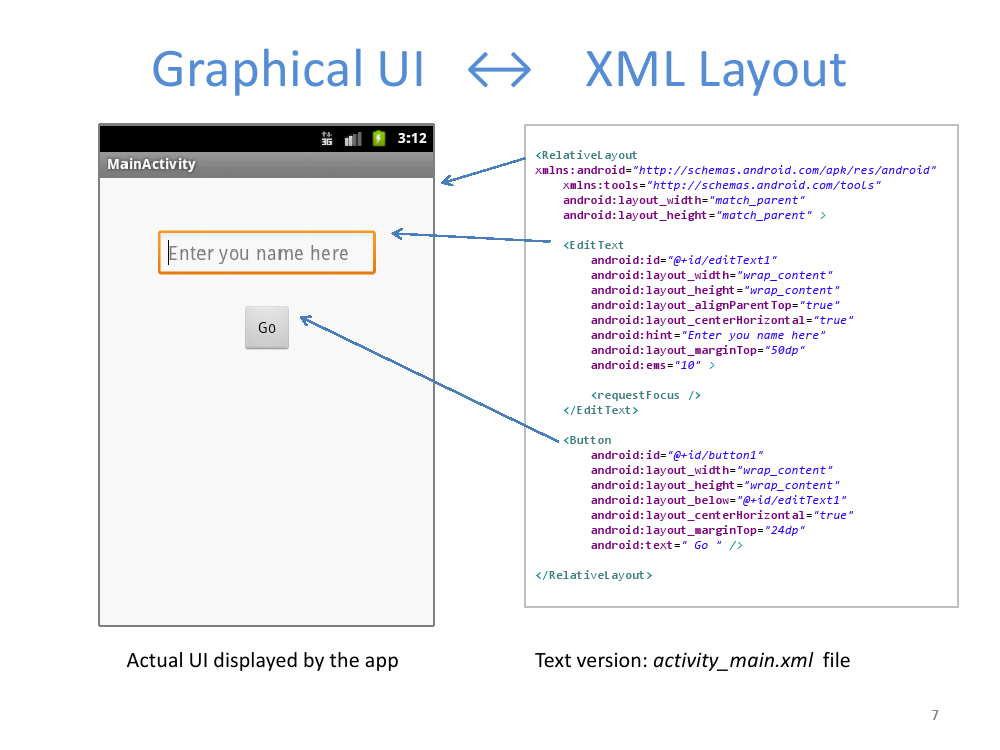 Graphical UI ↔ XML Layout
3G 3:12
MainActivity
Enter you name here
Go
<RelativeLayout
xmlns:android="http://schemas.android.com/apk/res/android"
xmlns:tools="http://schemas.android.com/tools"
android:layout_width="match_parent"
android:layout_height="match_parent" >
<EditText
android:id="@+id/editText1"
android:layout_width="wrap_content"
android:layout_height="wrap_content"
android:layout_alignParentTop="true"
android:layout_centerHorizontal="true"
android:hint="Enter you name here"
android:layout_marginTop="50dp"
android:ems="10" >
<requestFocus />
</EditText>
<Button
android:id="@+id/button1"
android:layout_width="wrap_content"
android:layout_height="wrap_content"
android:layout_below="@+id/editText1"
android:layout_centerHorizontal="true"
android:layout_marginTop="24dp"
android:text=" Go " />
</RelativeLayout>
Actual UI displayed by the app
Text version: activity_main.xml file
7